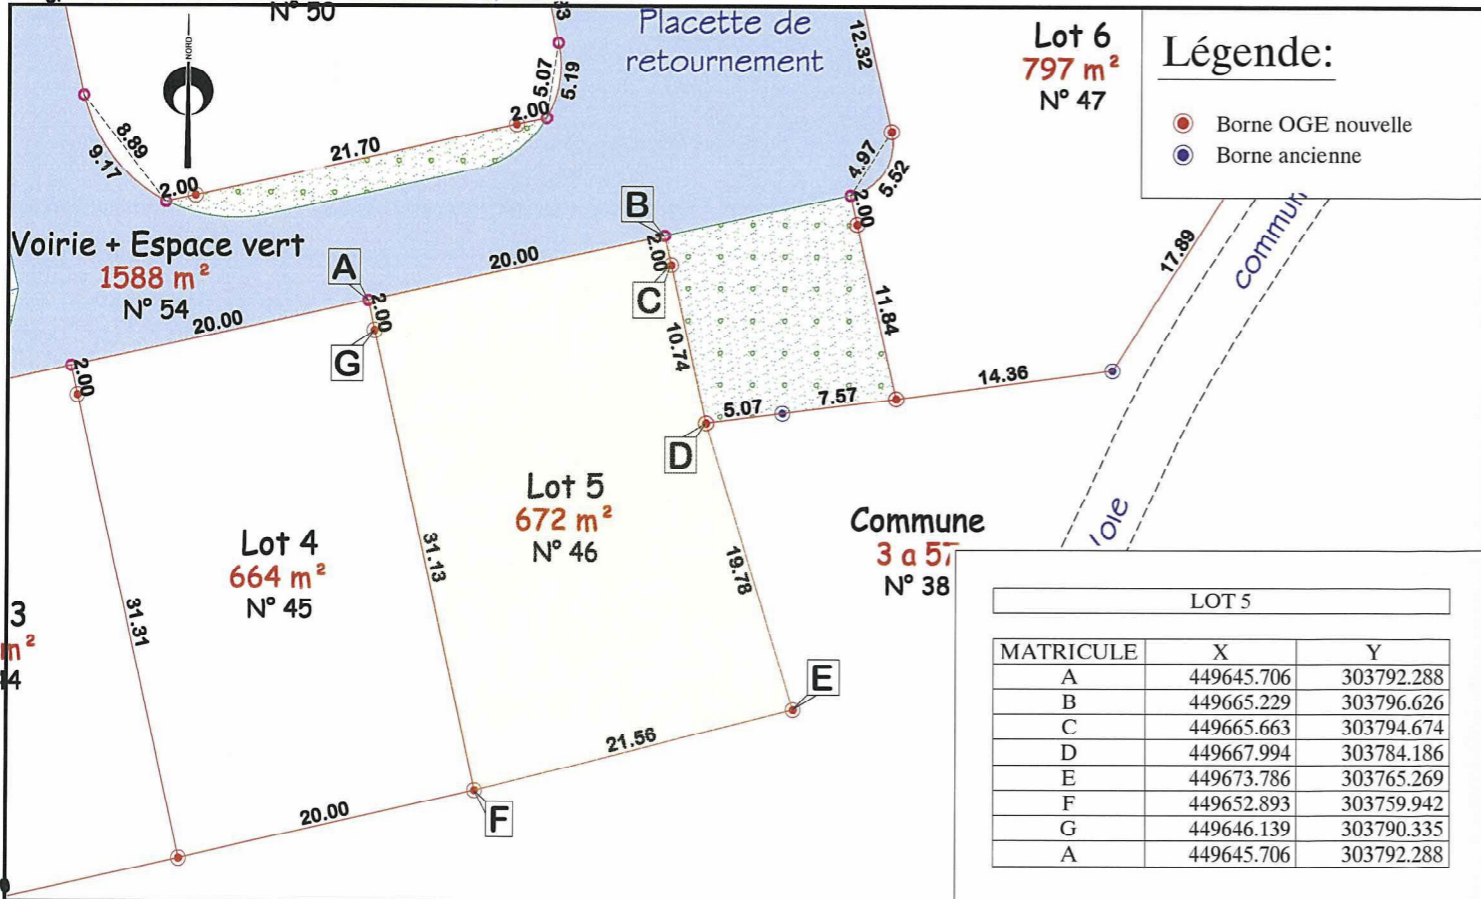 N° 50
Placette de
retournement
Lot 6
797 m²
N° 47
Légende:
Borne OGE nouvelle
Borne ancienne
NORD
8.89
9.17
2.00
21.70
2.00
5.07
5.19
12.32
4.97
5.52
2.00
Voirie + Espace vert
1588 m²
N° 54
A
B
20.00
20.00
2.00
2.00
2.00
C
G
10.74
11.84
17.89
14.36
5.07
7.57
D
Lot 5
672 m²
N° 46
Lot 4
664 m²
N° 45
31.13
31.31
19.78
Commune
3 a 57
N° 38
3
m²
E
21.56
F
20.00
LOT 5
MATRICULE X Y
A 449645.706 303792.288
B 449665.229 303796.626
C 449665.663 303794.674
D 449667.994 303784.186
E 449673.786 303765.269
F 449652.893 303759.942
G 449646.139 303790.335
A 449645.706 303792.288